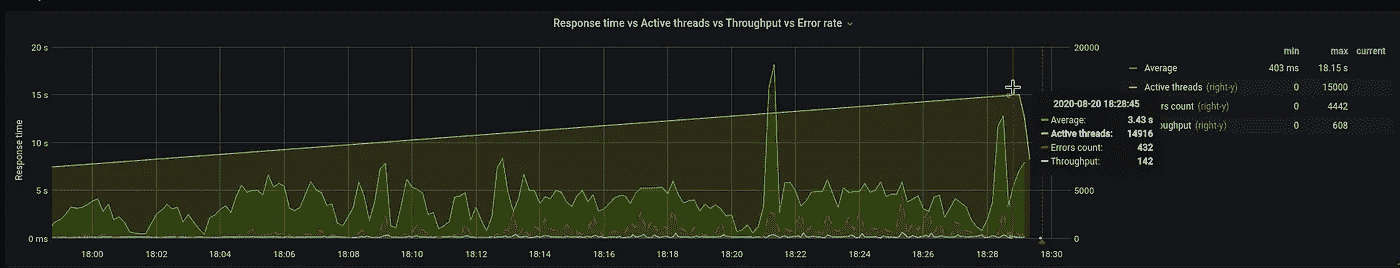 Response time vs Active threads vs Throughput vs Error rate
20 s
15 s
10 s
5 s
0 ms
Response time
20000
5000
0
18:00 18:02 18:04 18:06 18:08 18:10 18:12 18:14 18:16 18:18 18:20 18:22 18:24 18:26 18:28 18:30
min max current
Average 403 ms 18.15 s
Active threads (right-y) 0 15000
rs count (right-y) 0 4442
oughput (right-y) 0 608
2020-08-20 18:28:45
Average: 3.43 s
Active threads: 14916
Errors count: 432
Throughput: 142